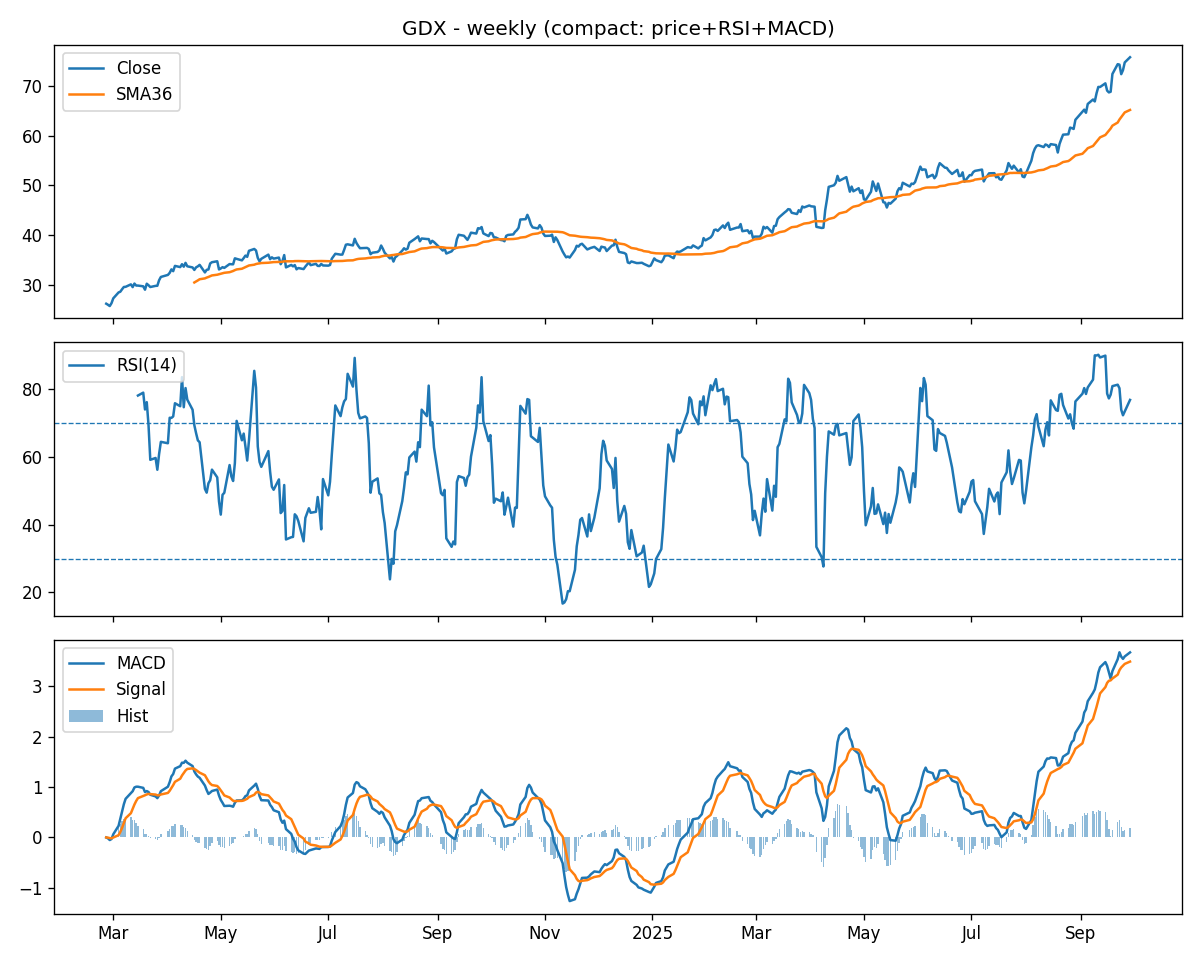 GDX - weekly (compact: price+RSI+MACD)
Close
SMA36
70
60
50
40
30
RSI(14)
80
60
40
20
MACD
Signal
Hist
3
2
1
0
−1
Mar
May
Jul
Sep
Nov
2025
Mar
May
Jul
Sep